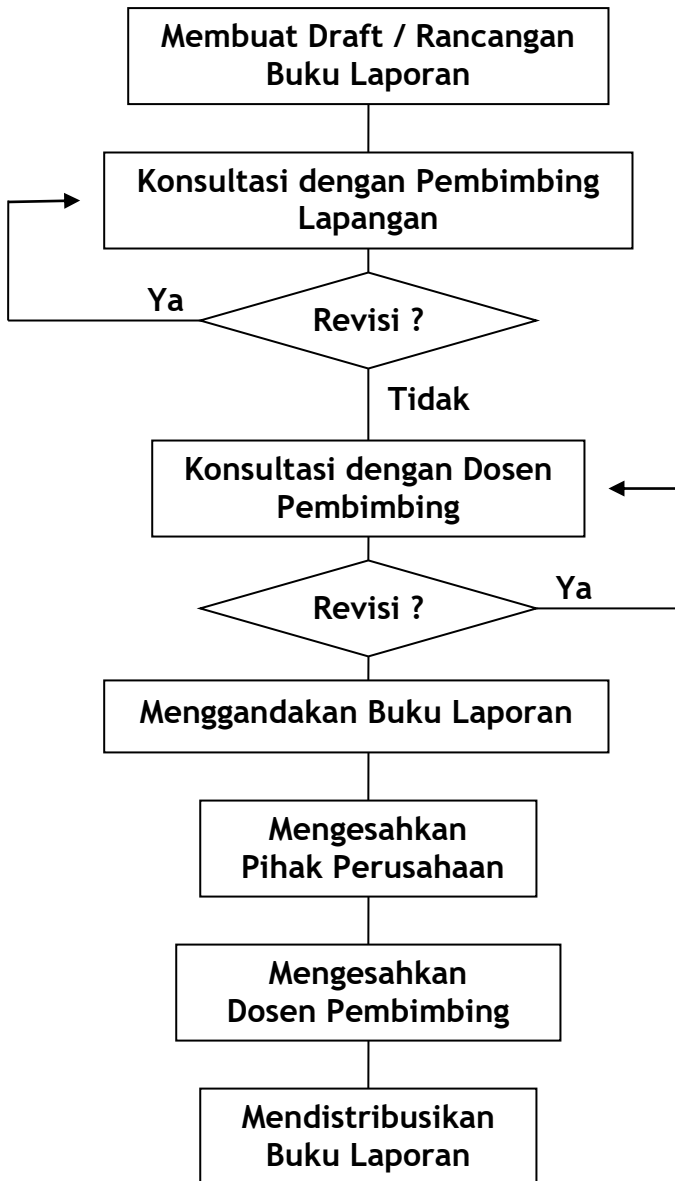 Membuat Draft / Rancangan
Buku Laporan
Konsultasi dengan Pembimbing
Lapangan
Ya
Revisi ?
Tidak
Konsultasi dengan Dosen
Pembimbing
Ya
Revisi ?
Menggandakan Buku Laporan
Mengesahkan
Pihak Perusahaan
Mengesahkan
Dosen Pembimbing
Mendistribusikan
Buku Laporan